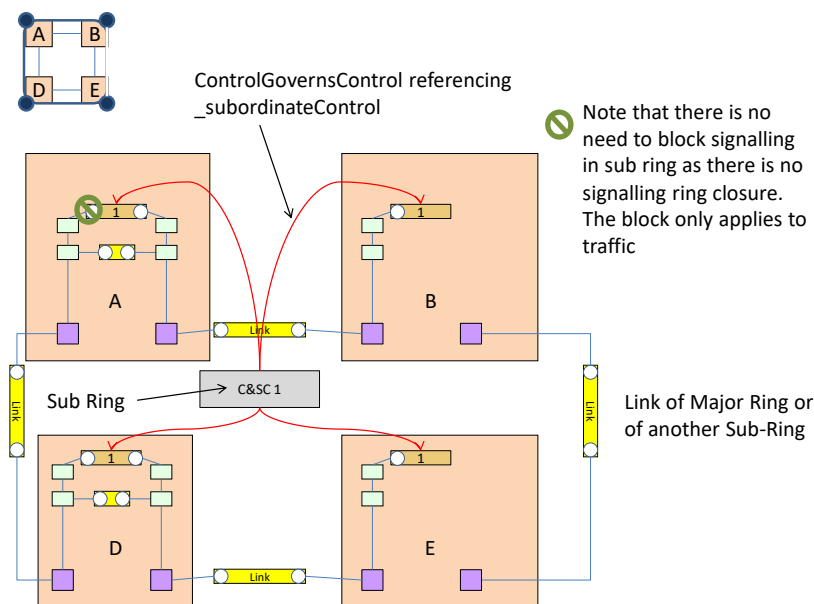 A B
D E
ControlGovernsControl referencing
_subordinateControl
Note that there is no
need to block signalling
in sub ring as there is no
signalling ring closure.
The block only applies to
traffic
1
1
A
B
Link
Link
Link
Sub Ring
C&SC 1
Link of Major Ring or
of another Sub-Ring
1
1
D
E
Link